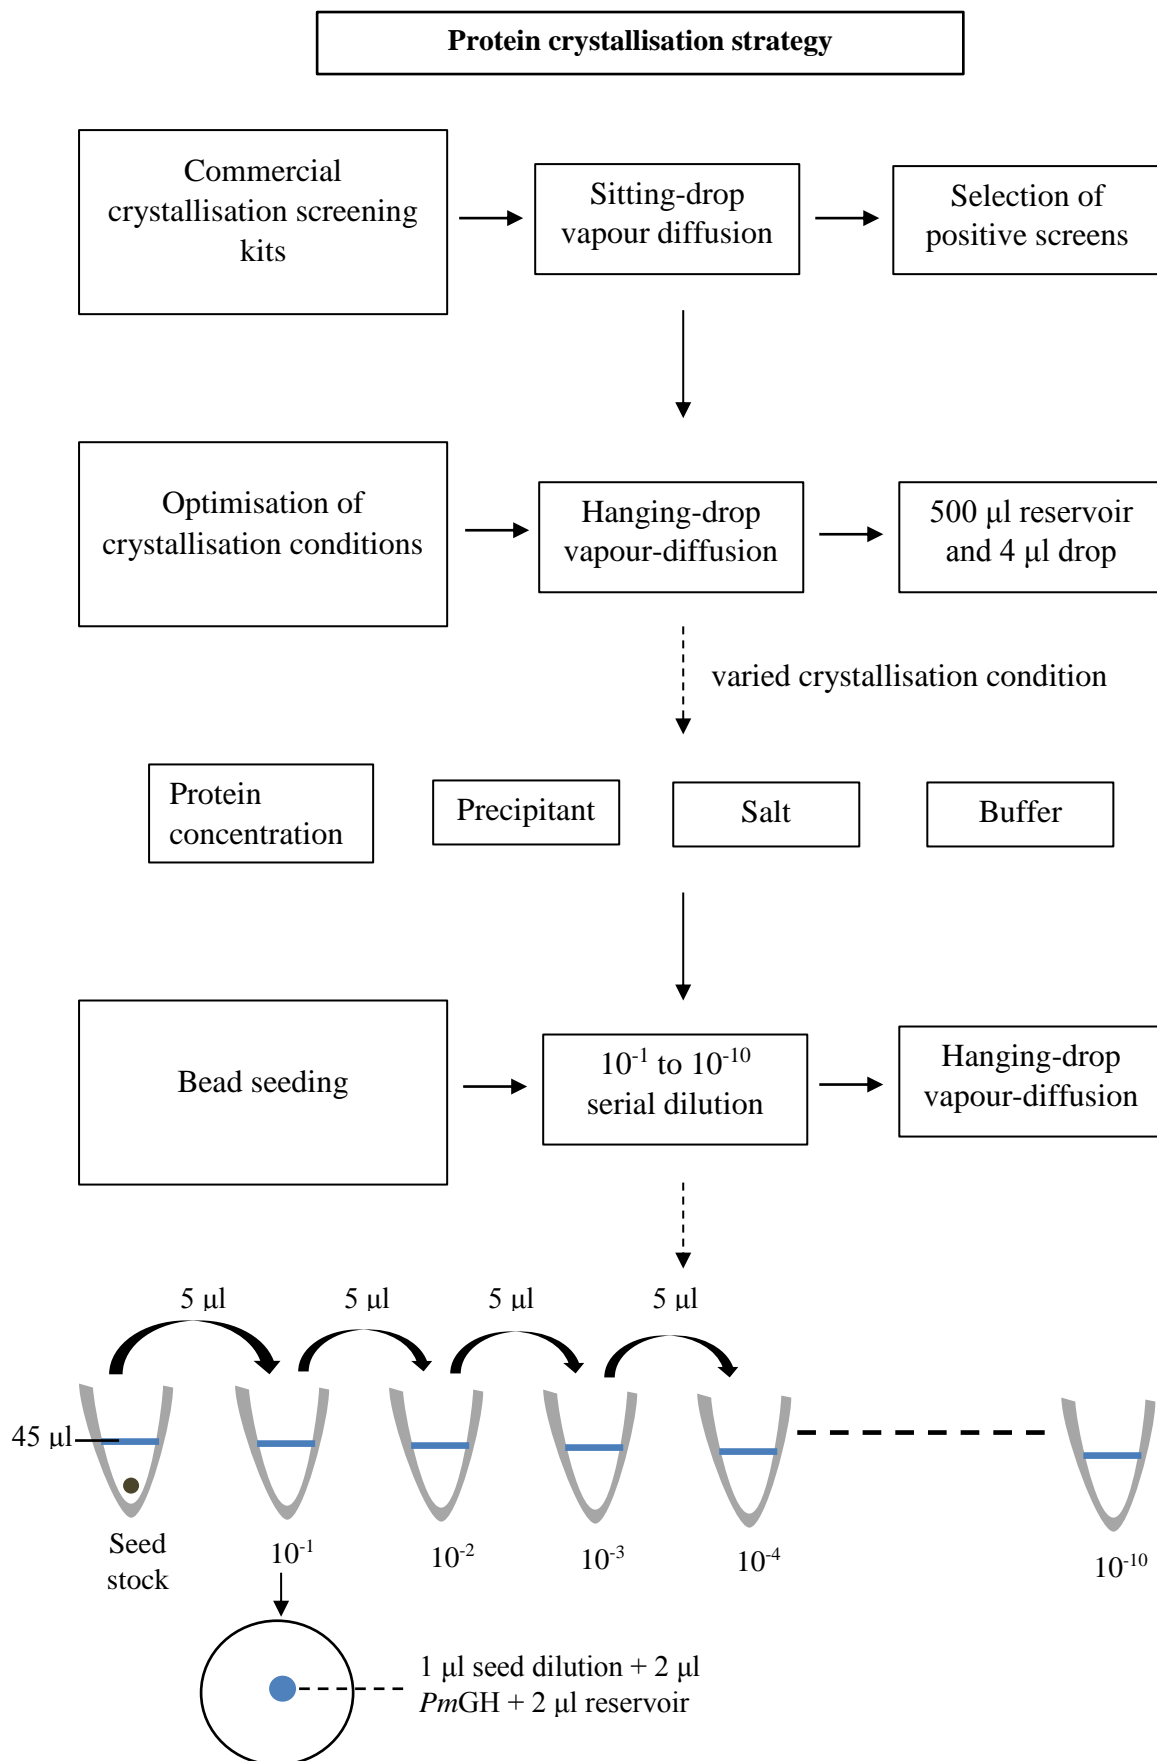 Protein crystallisation strategy
Commercial
crystallisation screening
kits
Sitting-drop
vapour diffusion
Selection of
positive screens
Optimisation of
crystallisation conditions
Hanging-drop
vapour-diffusion
500 µl reservoir
and 4 µl drop
varied crystallisation condition
Protein
concentration
Precipitant
Salt
Buffer
Bead seeding
10⁻¹ to 10⁻¹⁰
serial dilution
Hanging-drop
vapour-diffusion
5 µl
5 µl
5 µl
5 µl
45 µl
Seed
stock
10⁻¹
10⁻²
10⁻³
10⁻⁴
10⁻¹⁰
1 µl seed dilution + 2 µl
PmGH + 2 µl reservoir